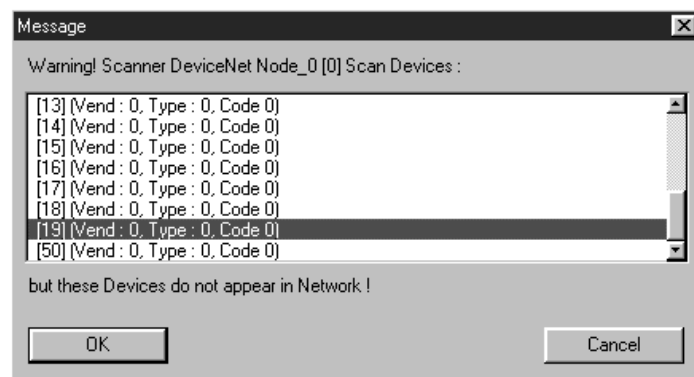 Message
Warning! Scanner DeviceNet Node_0 [0] Scan Devices :
[13] (Vend : 0, Type : 0, Code 0)
[14] (Vend : 0, Type : 0, Code 0)
[15] (Vend : 0, Type : 0, Code 0)
[16] (Vend : 0, Type : 0, Code 0)
[17] (Vend : 0, Type : 0, Code 0)
[18] (Vend : 0, Type : 0, Code 0)
[19] (Vend : 0, Type : 0, Code 0)
[50] (Vend : 0, Type : 0, Code 0)
but these Devices do not appear in Network !
OK Cancel